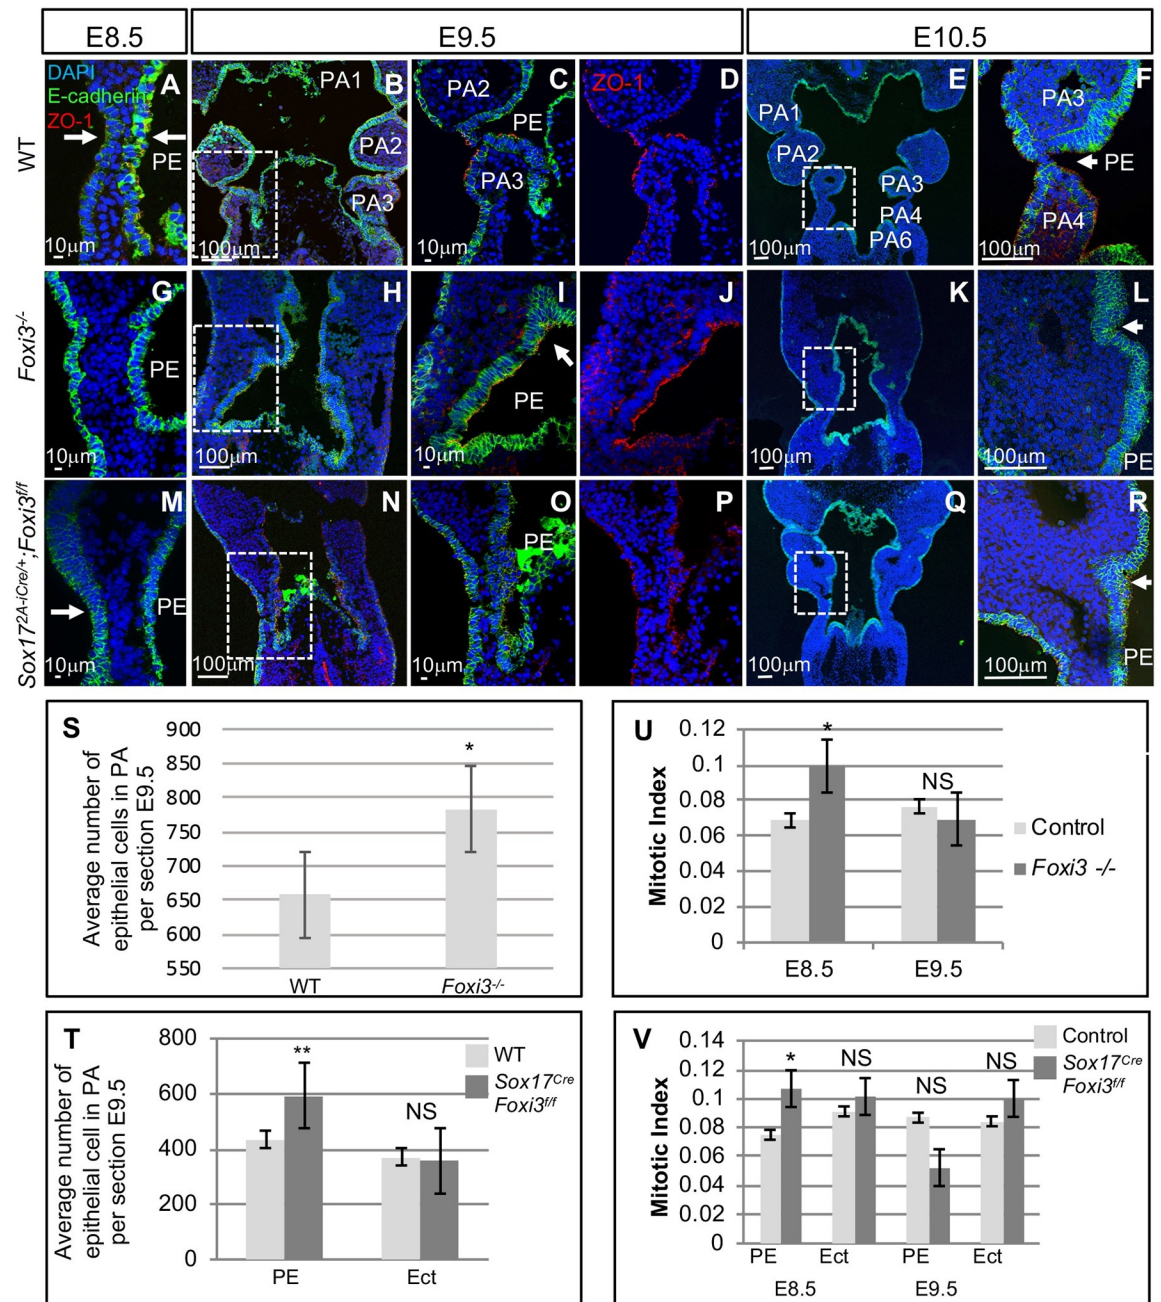 E8.5 E9.5 E10.5
WT
DAPI
E-cadherin
ZO-1
A
PE
10µm
B
PA1
PA2
PA3
100µm
C
PA2
PE
PA3
10µm
ZO-1
D
E
PA1
PA2
PA3
PA4
PA6
100µm
F
PA3
PE
PA4
100µm
Foxi3-/-
G
PE
10µm
H
100µm
I
PE
10µm
J
K
100µm
L
PE
100µm
Sox17 2A-iCre/+;Foxi3f/f
M
PE
10µm
N
100µm
O
PE
10µm
P
Q
100µm
R
PE
100µm
S
Average number of
epithelial cells in PA
per section E9.5
900
850
800
750
700
650
600
550
*
WT Foxi3-/-
U
Mitotic Index
0.12
0.1
0.08
0.06
0.04
0.02
0
*
NS
E8.5 E9.5
Control
Foxi3 -/-
T
Average number of
epithelial cell in PA
per section E9.5
800
600
400
200
0
**
NS
PE Ect
WT
Sox17Cre
Foxi3f/f
V
Mitotic Index
0.14
0.12
0.1
0.08
0.06
0.04
0.02
0
*
NS
NS
NS
PE Ect PE Ect
E8.5 E9.5
Control
Sox17Cre
Foxi3f/f